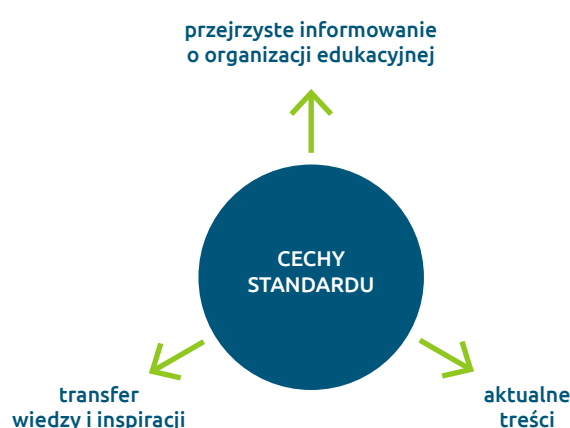 przejrzyste informowanie
o organizacji edukacyjnej
CECHY
STANDARDU
transfer
wiedzy i inspiracji
aktualne
treści